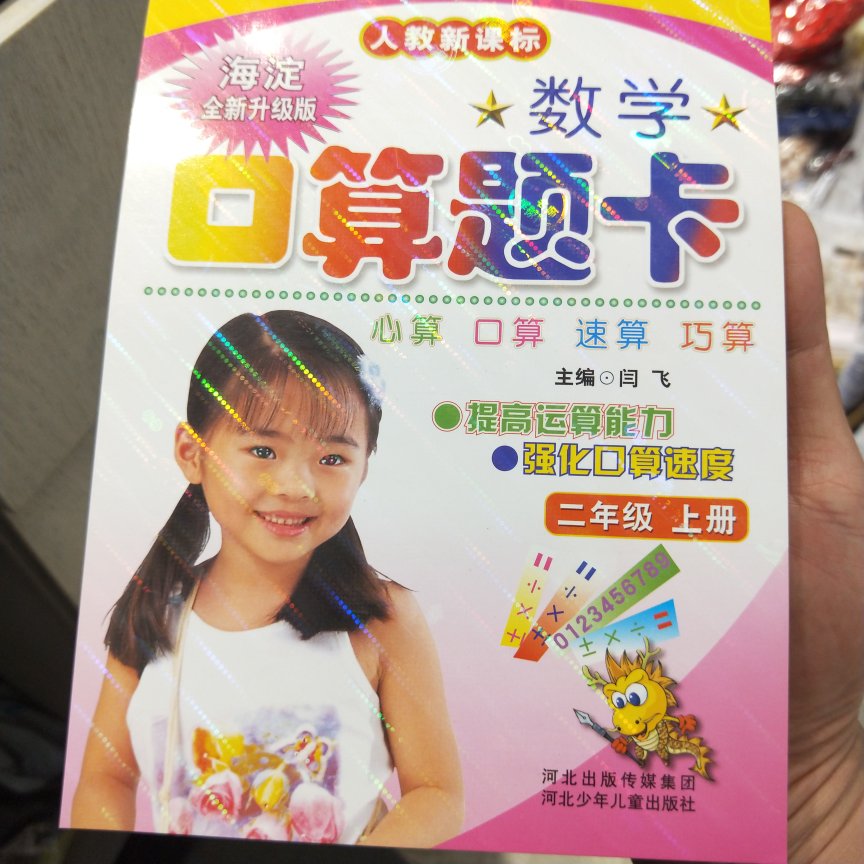 人教新课标
海淀
全新升级版
数学
口算题卡
心算 口算 速算 巧算
主编⊙闫 飞
●提高运算能力
●强化口算速度
二年级 上册
+ × ÷ =
± × ÷ =
0123456789
± × ÷ =
河北出版传媒集团
河北少年儿童出版社